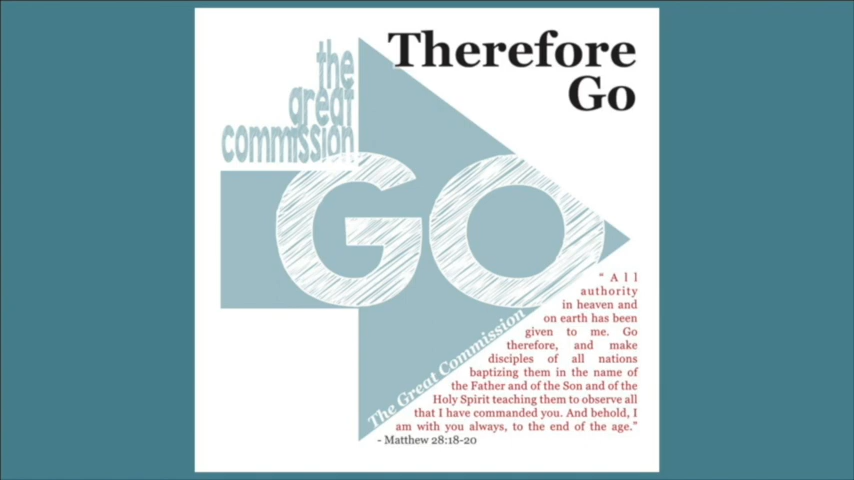 Therefore
Go
the
great
commission
GO
The Great Commission
“ A l l
authority
in heaven and
on earth has been
given to me. Go
therefore, and make
disciples of all nations
baptizing them in the name of
the Father and of the Son and of the
Holy Spirit teaching them to observe all
that I have commanded you. And behold, I
am with you always, to the end of the age.”
- Matthew 28:18-20